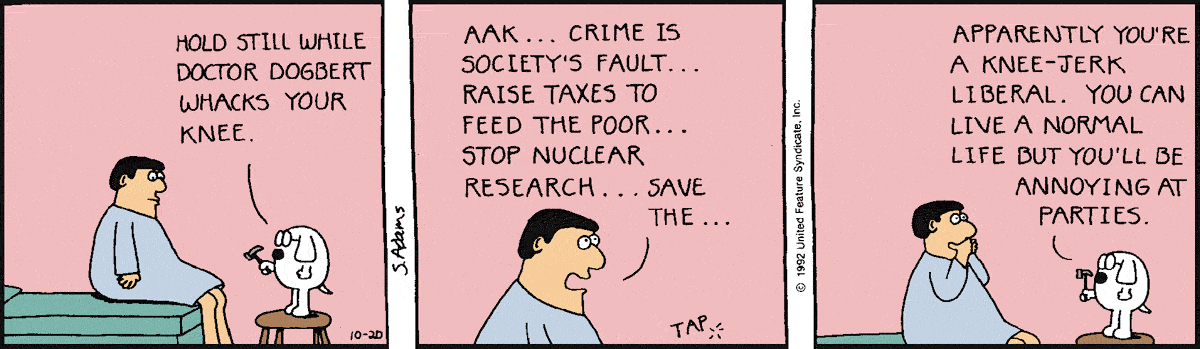 HOLD STILL WHILE
DOCTOR DOGBERT
WHACKS YOUR
KNEE.
10-20
S. Adams
AAK... CRIME IS
SOCIETY'S FAULT...
RAISE TAXES TO
FEED THE POOR...
STOP NUCLEAR
RESEARCH... SAVE
THE...
TAP
© 1992 United Feature Syndicate, Inc.
APPARENTLY YOU'RE
A KNEE-JERK
LIBERAL. YOU CAN
LIVE A NORMAL
LIFE BUT YOU'LL BE
ANNOYING AT
PARTIES.